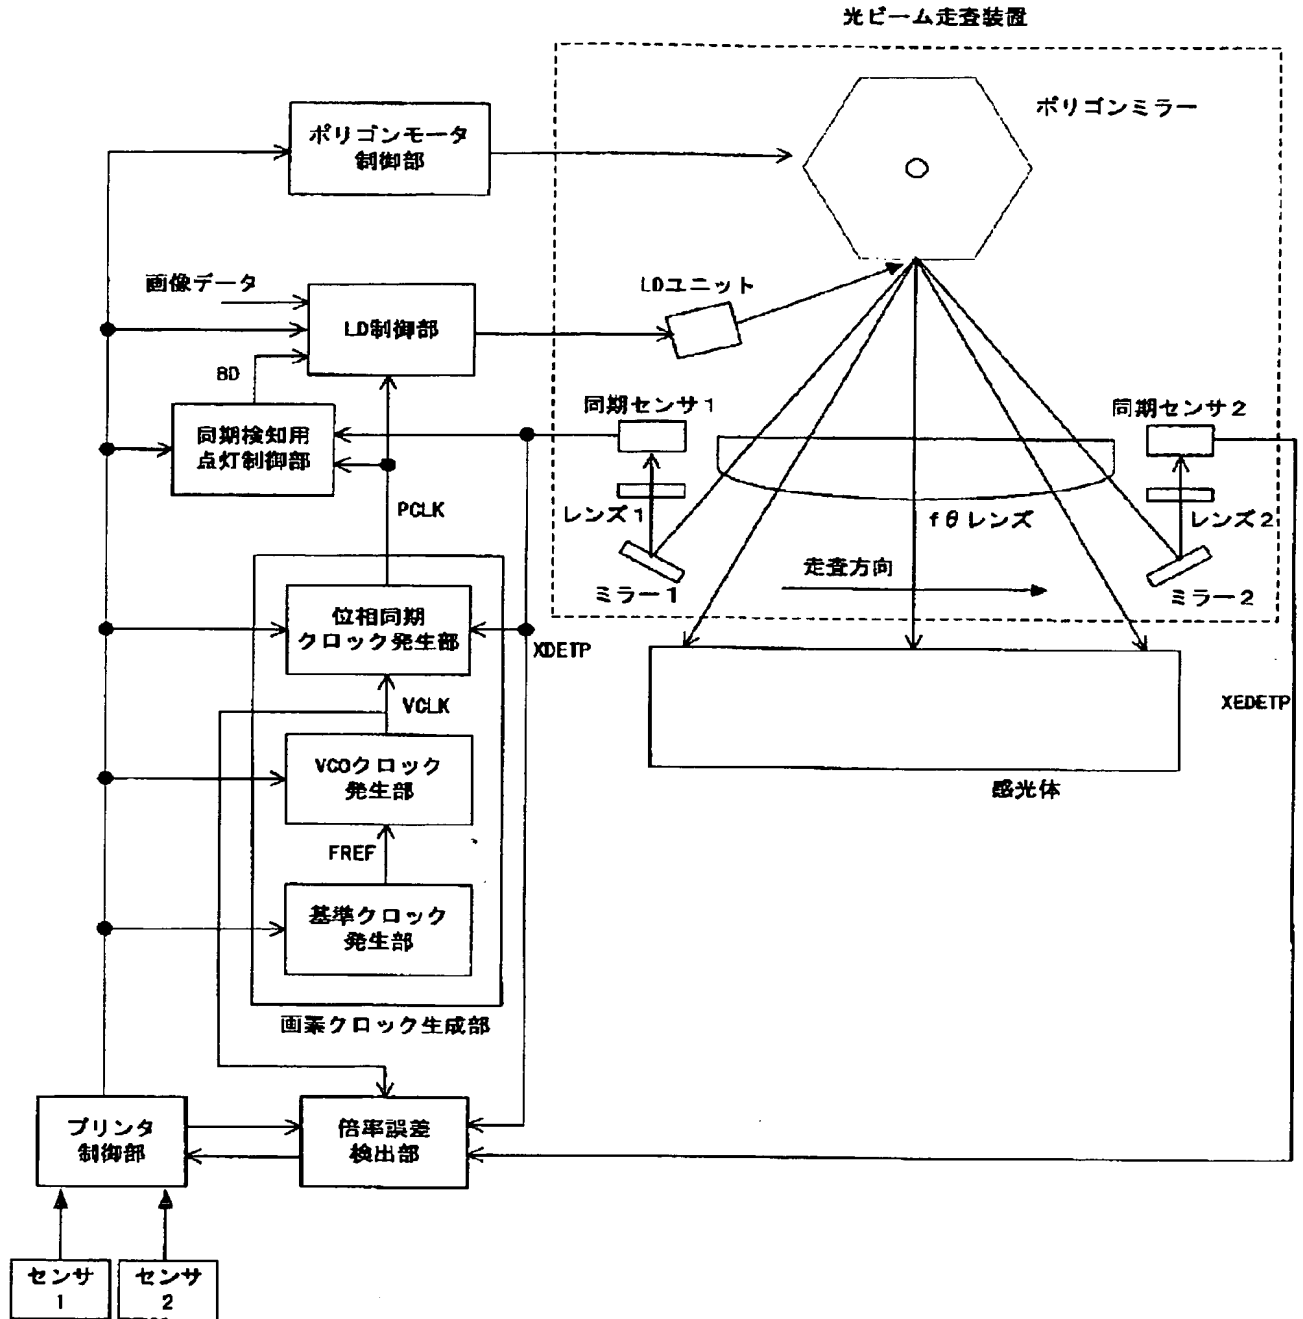 光ビーム走査装置
ポリゴンミラー
ポリゴンモータ
制御部
画像データ
LDユニット
LD制御部
BD
同期センサ1
同期センサ2
同期検知用
点灯制御部
PCLK
レンズ1
fθレンズ
レンズ2
走査方向
ミラー1
ミラー2
位相同期
クロック発生部
XDETP
VCLK
XEDETP
VCOクロック
発生部
感光体
FREF
基準クロック
発生部
画素クロック生成部
プリンタ
制御部
倍率誤差
検出部
センサ
1
センサ
2